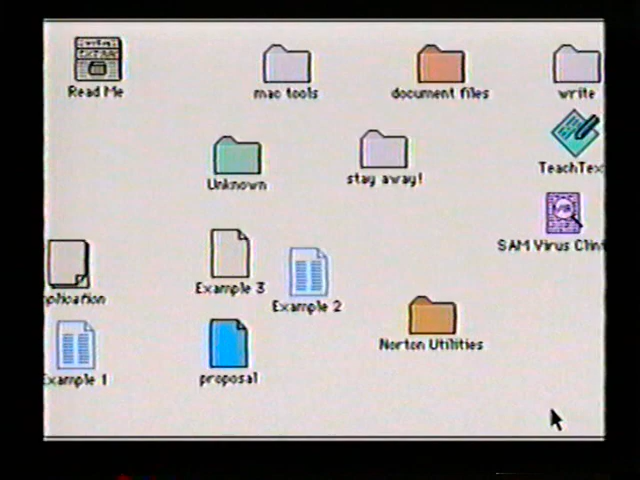 Read Me
mac tools
document files
write
TeachTex
Unknown
stay away!
SAM Virus Clini
plication
Example 3
Example 2
Norton Utilities
Example 1
proposal